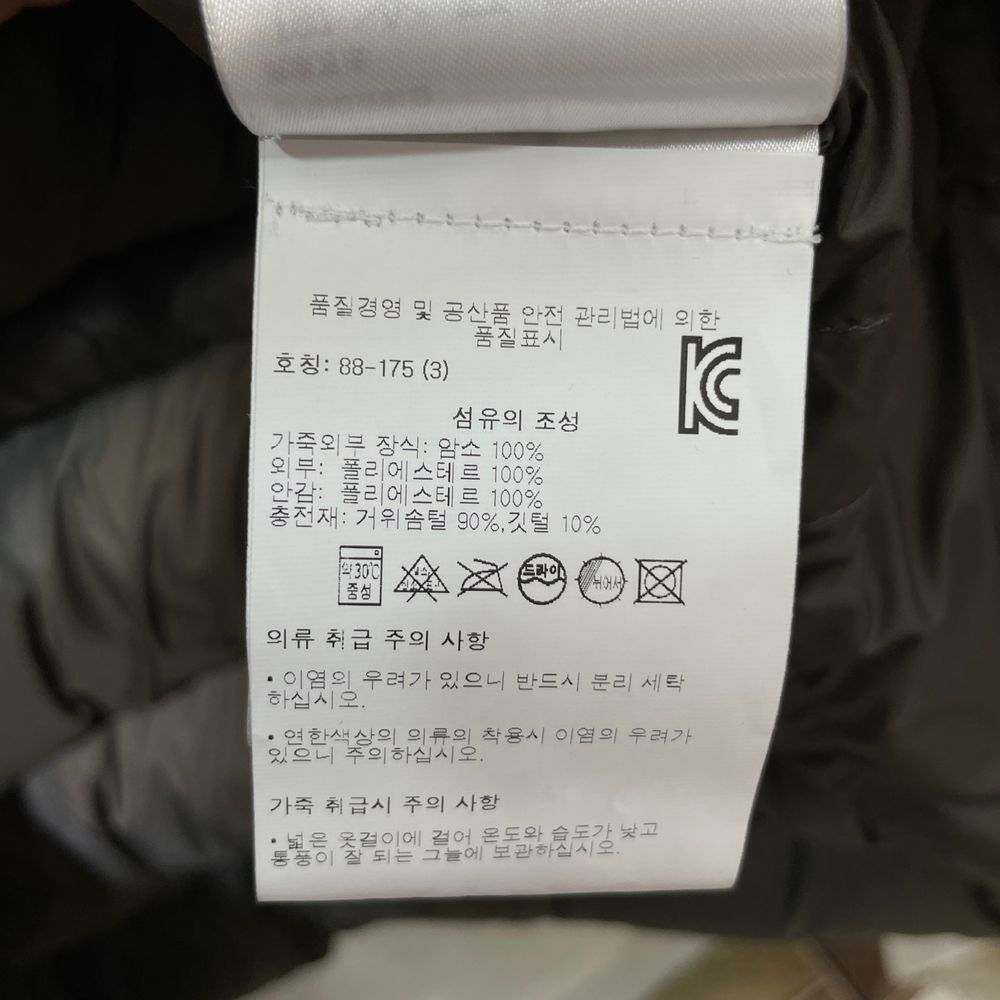 품질경영 및 공산품 안전 관리법에 의한
품질표시
호칭: 88-175 (3)
KC
섬유의 조성
가죽외부 장식: 암소 100%
외부: 폴리에스테르 100%
안감: 폴리에스테르 100%
충전재: 거위솜털 90%,깃털 10%
약30℃
중성
드라이
뉘어서
의류 취급 주의 사항
• 이염의 우려가 있으니 반드시 분리 세탁
하십시오.
• 연한색상의 의류의 착용시 이염의 우려가
있으니 주의하십시오.
가죽 취급시 주의 사항
• 넓은 옷걸이에 걸어 온도와 습도가 낮고
통풍이 잘 되는 그늘에 보관하십시오.